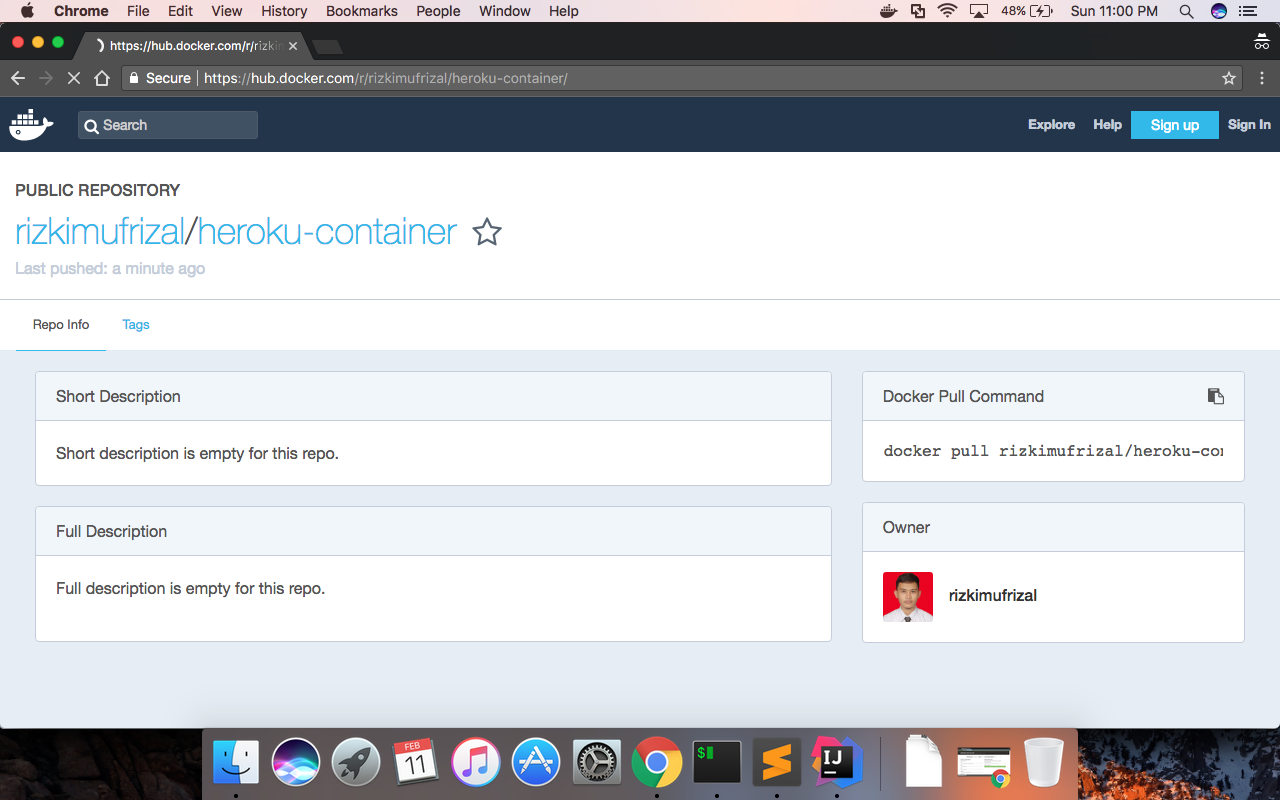 Chrome File Edit View History Bookmarks People Window Help 48% Sun 11:00 PM
https://hub.docker.com/r/rizki
Secure https://hub.docker.com/r/rizkimufrizal/heroku-container/
Search Explore Help Sign up Sign In
PUBLIC REPOSITORY
rizkimufrizal/heroku-container
Last pushed: a minute ago
Repo Info Tags
Short Description
Short description is empty for this repo.
Full Description
Full description is empty for this repo.
Docker Pull Command
docker pull rizkimufrizal/heroku-con
Owner
rizkimufrizal
FEB
11
$
IJ